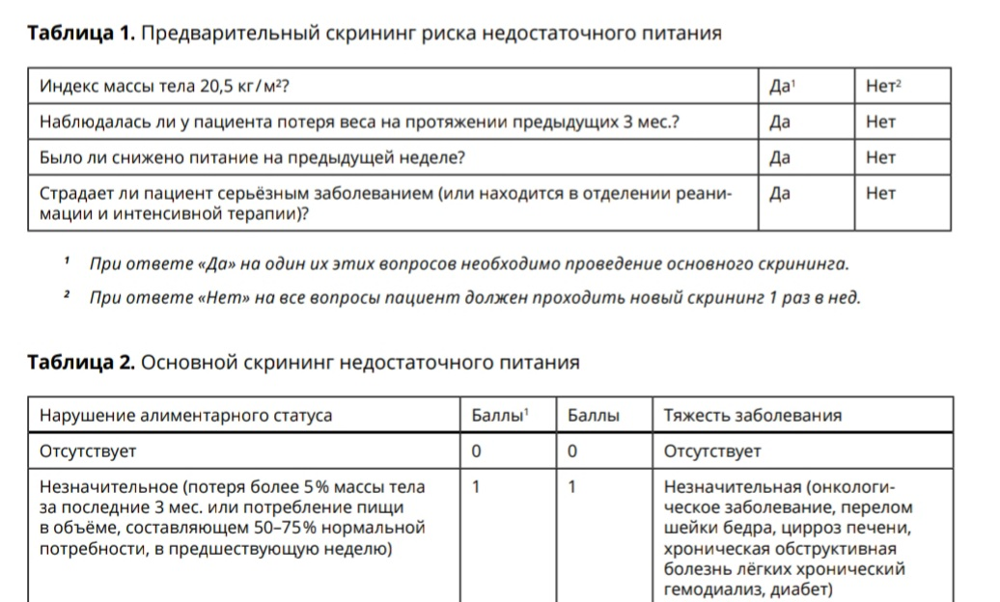 Таблица 1. Предварительный скрининг риска недостаточного питания
Индекс массы тела 20,5 кг/м²? Да¹ Нет²
Наблюдалась ли у пациента потеря веса на протяжении предыдущих 3 мес.? Да Нет
Было ли снижено питание на предыдущей неделе? Да Нет
Страдает ли пациент серьёзным заболеванием (или находится в отделении реани- Да Нет
мации и интенсивной терапии)?
¹ При ответе «Да» на один их этих вопросов необходимо проведение основного скрининга.
² При ответе «Нет» на все вопросы пациент должен проходить новый скрининг 1 раз в нед.
Таблица 2. Основной скрининг недостаточного питания
Нарушение алиментарного статуса Баллы¹ Баллы Тяжесть заболевания
Отсутствует 0 0 Отсутствует
Незначительное (потеря более 5% массы тела 1 1 Незначительная (онкологи-
за последние 3 мес. или потребление пищи ческое заболевание, перелом
в объёме, составляющем 50–75% нормальной шейки бедра, цирроз печени,
потребности, в предшествующую неделю) хроническая обструктивная
болезнь лёгких хронический
гемодиализ, диабет)